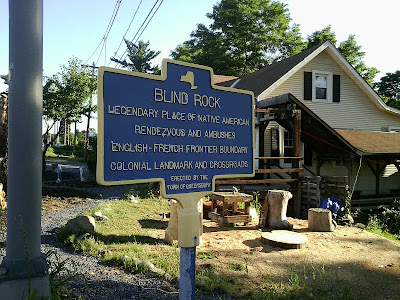 BLIND ROCK
LEGENDARY PLACE OF NATIVE AMERICAN
RENDEZVOUS AND AMBUSHES
ENGLISH-FRENCH FRONTIER BOUNDARY
COLONIAL LANDMARK AND CROSSROADS
ERECTED BY THE
TOWN OF QUEENSBURY